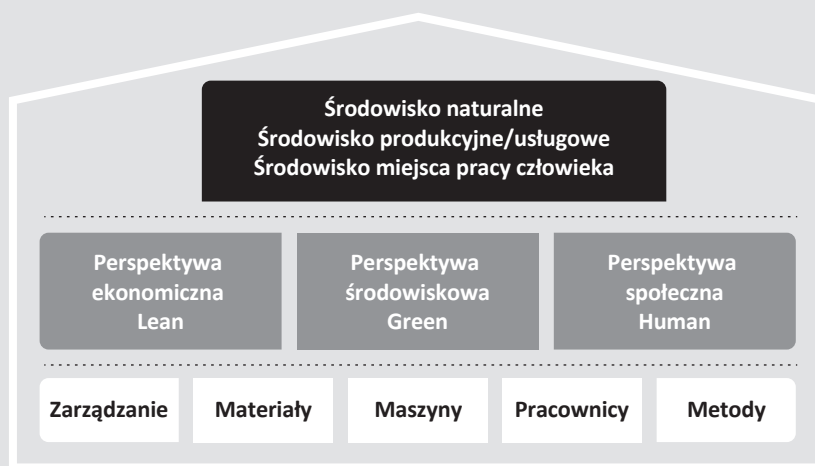 Środowisko naturalne
Środowisko produkcyjne/usługowe
Środowisko miejsca pracy człowieka
Perspektywa
ekonomiczna
Lean
Perspektywa
środowiskowa
Green
Perspektywa
społeczna
Human
Zarządzanie
Materiały
Maszyny
Pracownicy
Metody